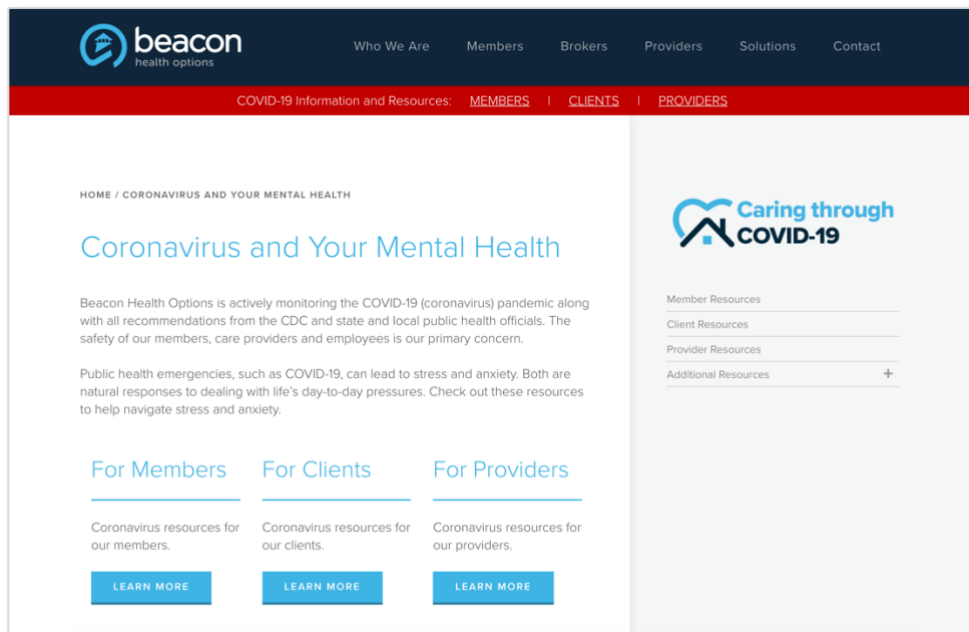 beacon
health options
Who We Are Members Brokers Providers Solutions Contact
COVID-19 Information and Resources: MEMBERS | CLIENTS | PROVIDERS
HOME / CORONAVIRUS AND YOUR MENTAL HEALTH
Coronavirus and Your Mental Health
Beacon Health Options is actively monitoring the COVID-19 (coronavirus) pandemic along
with all recommendations from the CDC and state and local public health officials. The
safety of our members, care providers and employees is our primary concern.
Public health emergencies, such as COVID-19, can lead to stress and anxiety. Both are
natural responses to dealing with life's day-to-day pressures. Check out these resources
to help navigate stress and anxiety.
For Members
Coronavirus resources for
our members.
LEARN MORE
For Clients
Coronavirus resources for
our clients.
LEARN MORE
For Providers
Coronavirus resources for
our providers.
LEARN MORE
Caring through
COVID-19
Member Resources
Client Resources
Provider Resources
Additional Resources +